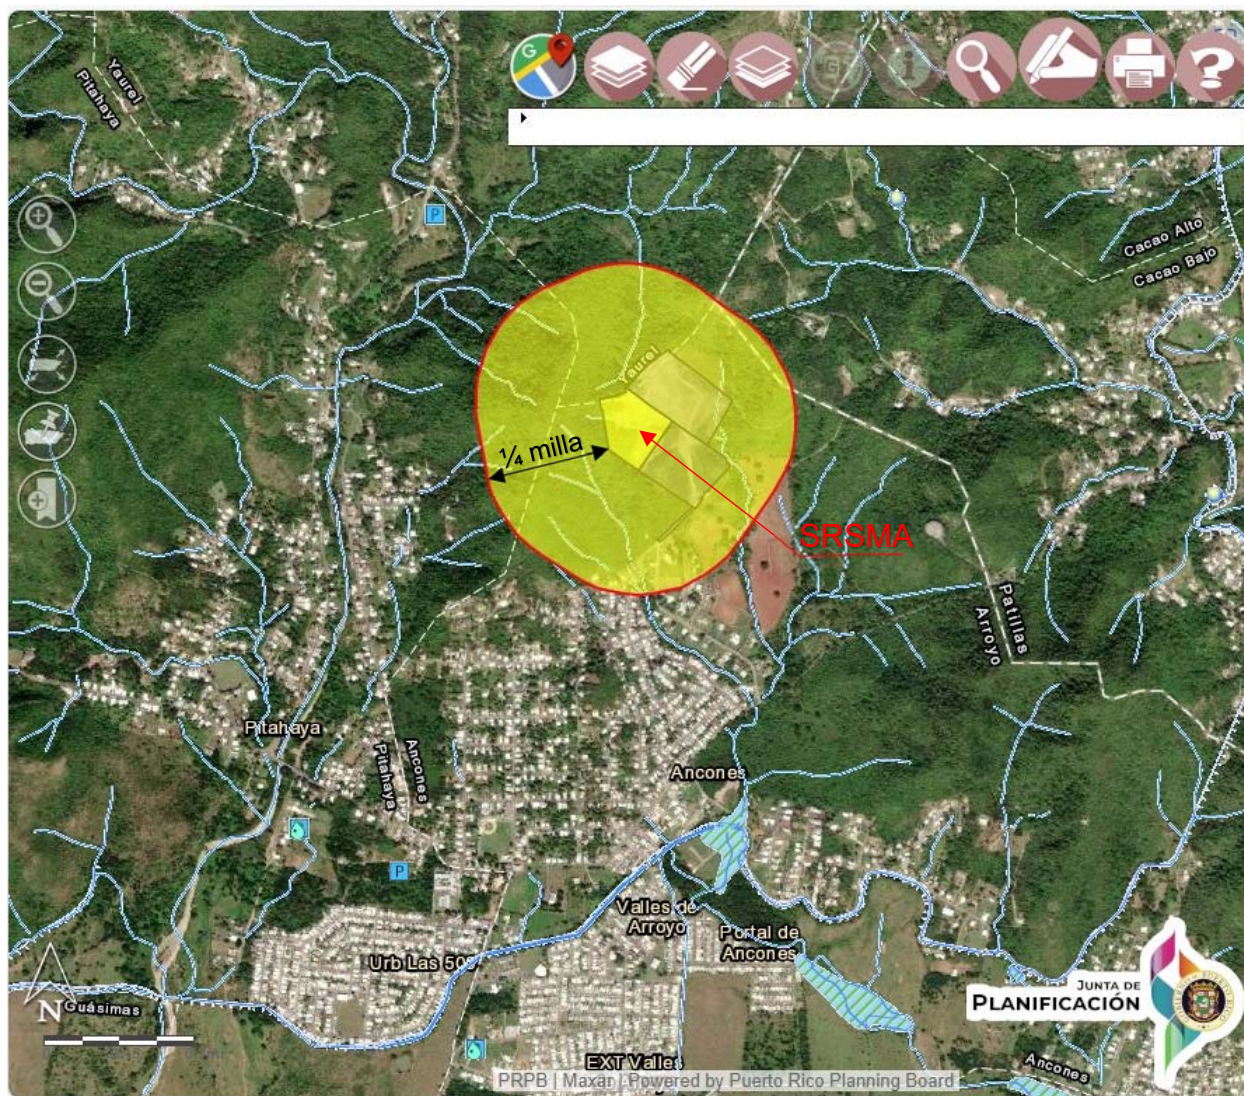 G
G
i
Yaurel
Pitahaya
P
Cacao Alto
Cacao Bajo
Yaurel
¼ milla
SRSMA
Patillas
Arroyo
Pitahaya
Ancones
Pitahaya
Ancones
P
Valles de
Arroyo
Portal de
Ancones
Urb Las 500
JUNTA DE
PLANIFICACIÓN
N
Guásimas
EXT Valles
Ancones
PRPB | Maxar | Powered by Puerto Rico Planning Board